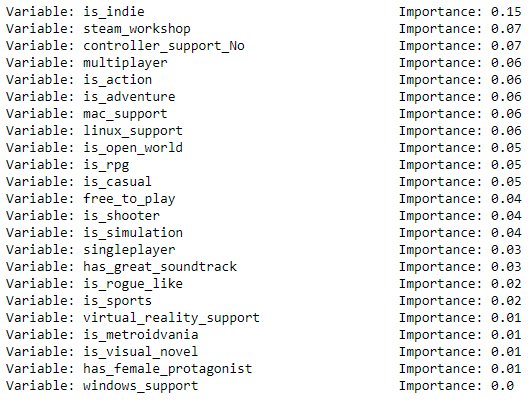 Variable: is_indie Importance: 0.15
Variable: steam_workshop Importance: 0.07
Variable: controller_support_No Importance: 0.07
Variable: multiplayer Importance: 0.06
Variable: is_action Importance: 0.06
Variable: is_adventure Importance: 0.06
Variable: mac_support Importance: 0.06
Variable: linux_support Importance: 0.06
Variable: is_open_world Importance: 0.05
Variable: is_rpg Importance: 0.05
Variable: is_casual Importance: 0.05
Variable: free_to_play Importance: 0.04
Variable: is_shooter Importance: 0.04
Variable: is_simulation Importance: 0.04
Variable: singleplayer Importance: 0.03
Variable: has_great_soundtrack Importance: 0.03
Variable: is_rogue_like Importance: 0.02
Variable: is_sports Importance: 0.02
Variable: virtual_reality_support Importance: 0.01
Variable: is_metroidvania Importance: 0.01
Variable: is_visual_novel Importance: 0.01
Variable: has_female_protagonist Importance: 0.01
Variable: windows_support Importance: 0.0